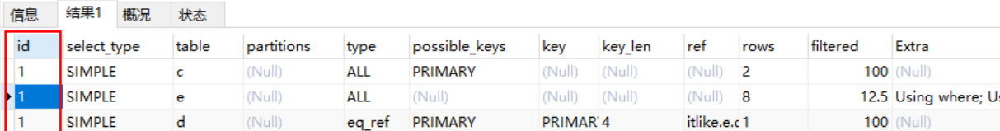 信息 结果1 概况 状态
id select_type table partitions type possible_keys key key_len ref rows filtered Extra
1 SIMPLE c (Null) ALL PRIMARY (Null) (Null) (Null) 2 100 (Null)
1 SIMPLE e (Null) ALL (Null) (Null) (Null) (Null) 8 12.5 Using where; Us
1 SIMPLE d (Null) eq_ref PRIMARY PRIMAR 4 itlike.e.c 1 100 (Null)